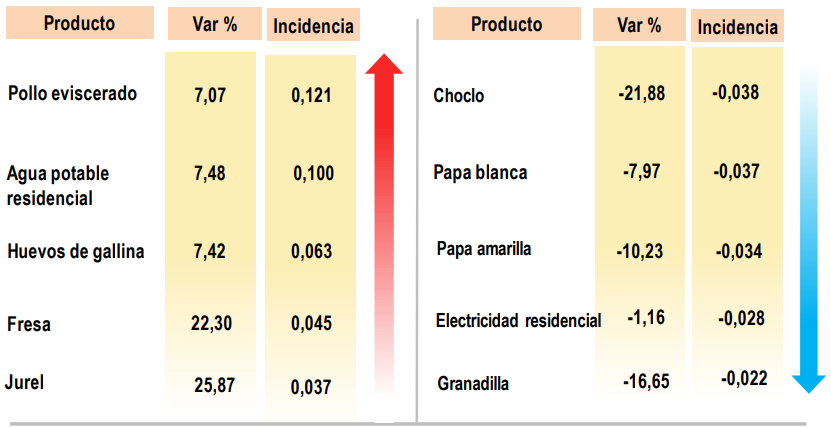 Producto Var % Incidencia
Pollo eviscerado 7,07 0,121
Agua potable
residencial 7,48 0,100
Huevos de gallina 7,42 0,063
Fresa 22,30 0,045
Jurel 25,87 0,037
Producto Var % Incidencia
Choclo -21,88 -0,038
Papa blanca -7,97 -0,037
Papa amarilla -10,23 -0,034
Electricidad residencial -1,16 -0,028
Granadilla -16,65 -0,022